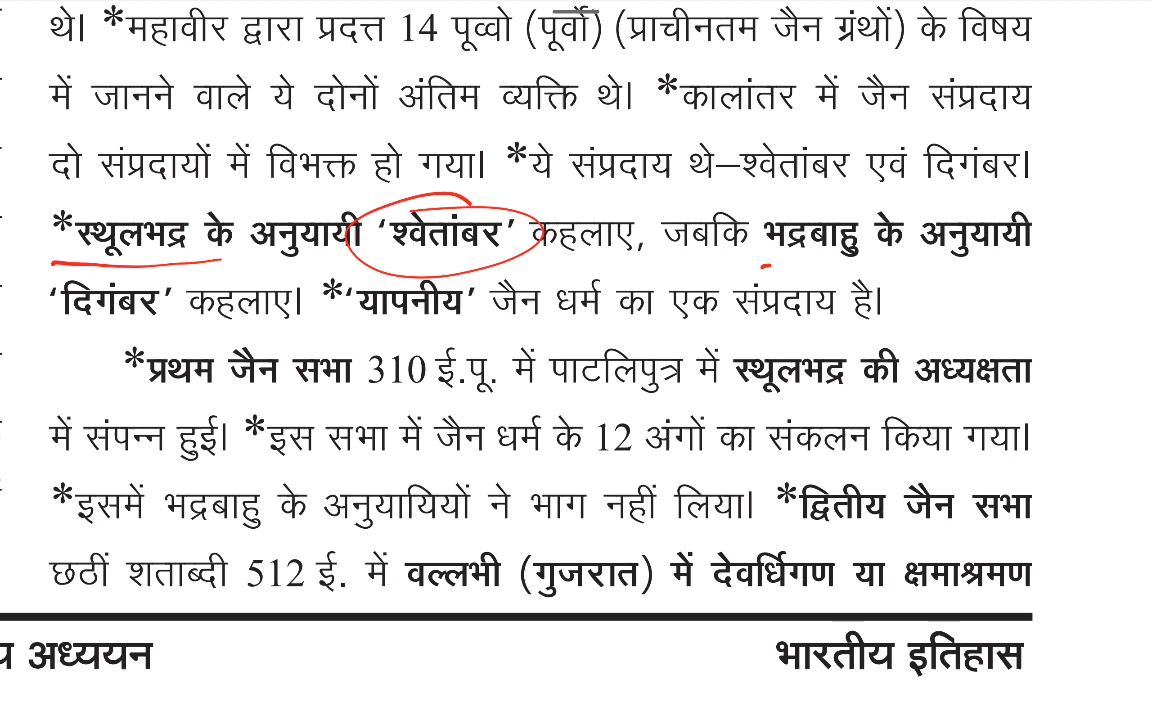 थे। *महावीर द्वारा प्रदत्त 14 पूव्वो (पूर्वो) (प्राचीनतम जैन ग्रंथों) के विषय
में जानने वाले ये दोनों अंतिम व्यक्ति थे। *कालांतर में जैन संप्रदाय
दो संप्रदायों में विभक्त हो गया। *ये संप्रदाय थे–श्वेतांबर एवं दिगंबर।
*स्थूलभद्र के अनुयायी ‘श्वेतांबर’ कहलाए, जबकि भद्रबाहु के अनुयायी
‘दिगंबर’ कहलाए। *‘यापनीय’ जैन धर्म का एक संप्रदाय है।
*प्रथम जैन सभा 310 ई.पू. में पाटलिपुत्र में स्थूलभद्र की अध्यक्षता
में संपन्न हुई। *इस सभा में जैन धर्म के 12 अंगों का संकलन किया गया।
*इसमें भद्रबाहु के अनुयायियों ने भाग नहीं लिया। *द्वितीय जैन सभा
छठीं शताब्दी 512 ई. में वल्लभी (गुजरात) में देवर्धिगण या क्षमाश्रमण
अध्ययन भारतीय इतिहास